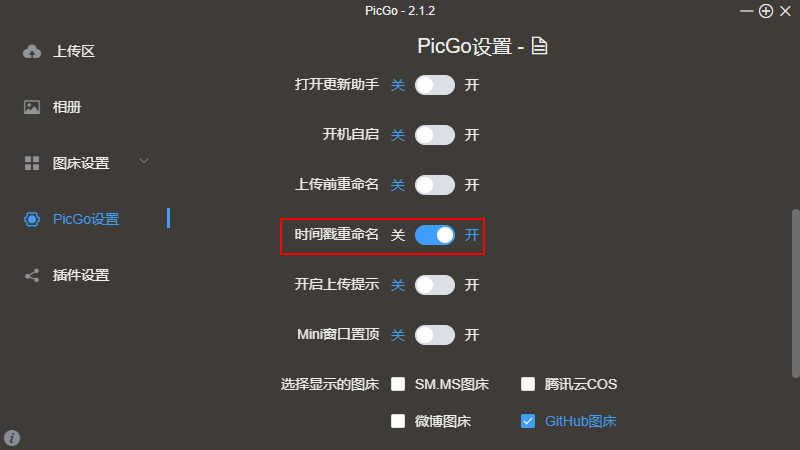 PicGo - 2.1.2
PicGo设置 -
上传区
相册
图床设置
PicGo设置
插件设置
打开更新助手 关 开
开机自启 关 开
上传前重命名 关 开
时间戳重命名 关 开
开启上传提示 关 开
Mini窗口置顶 关 开
选择显示的图床 SM.MS图床 腾讯云COS
微博图床 GitHub图床